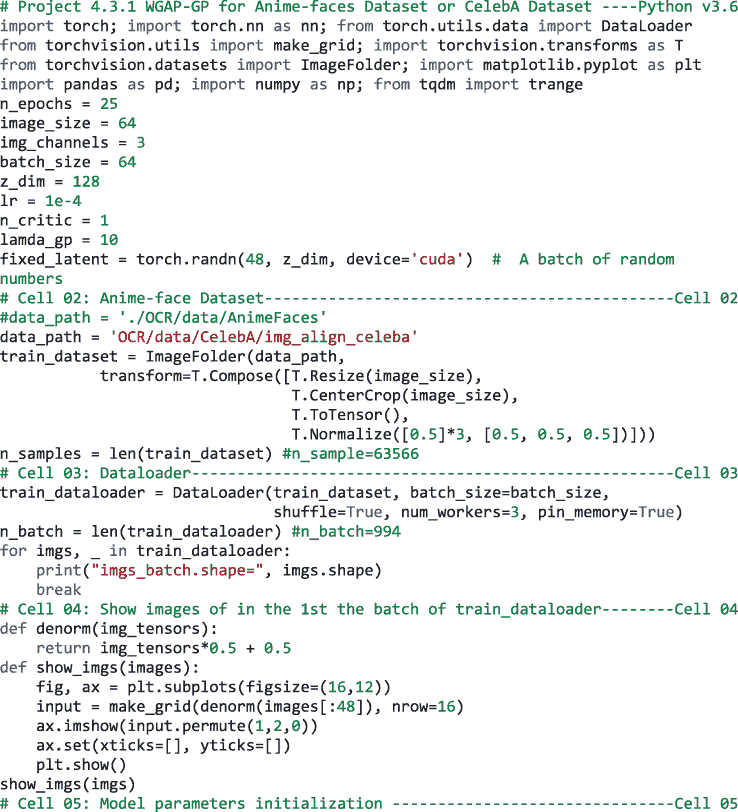 # Project 4.3.1 WGAP-GP for Anime-faces Dataset or CelebA Dataset ----Python v3.6
import torch; import torch.nn as nn; from torch.utils.data import DataLoader
from torchvision.utils import make_grid; import torchvision.transforms as T
from torchvision.datasets import ImageFolder; import matplotlib.pyplot as plt
import pandas as pd; import numpy as np; from tqdm import trange
n_epochs = 25
image_size = 64
img_channels = 3
batch_size = 64
z_dim = 128
lr = 1e-4
n_critic = 1
lamda_gp = 10
fixed_latent = torch.randn(48, z_dim, device='cuda')  #  A batch of random
numbers
# Cell 02: Anime-face Dataset---------------------------------------------Cell 02
#data_path = './OCR/data/AnimeFaces'
data_path = 'OCR/data/CelebA/img_align_celeba'
train_dataset = ImageFolder(data_path,
           transform=T.Compose([T.Resize(image_size),
                                T.CenterCrop(image_size),
                                T.ToTensor(),
                                T.Normalize([0.5]*3, [0.5, 0.5, 0.5])]))
n_samples = len(train_dataset) #n_sample=63566
# Cell 03: Dataloader-----------------------------------------------------Cell 03
train_dataloader = DataLoader(train_dataset, batch_size=batch_size,
                              shuffle=True, num_workers=3, pin_memory=True)
n_batch = len(train_dataloader) #n_batch=994
for imgs, _ in train_dataloader:
    print("imgs_batch.shape=", imgs.shape)
    break
# Cell 04: Show images of in the 1st the batch of train_dataloader--------Cell 04
def denorm(img_tensors):
    return img_tensors*0.5 + 0.5
def show_imgs(images):
    fig, ax = plt.subplots(figsize=(16,12))
    input = make_grid(denorm(images[:48]), nrow=16)
    ax.imshow(input.permute(1,2,0))
    ax.set(xticks=[], yticks=[])
    plt.show()
show_imgs(imgs)
# Cell 05: Model parameters initialization -------------------------------Cell 05